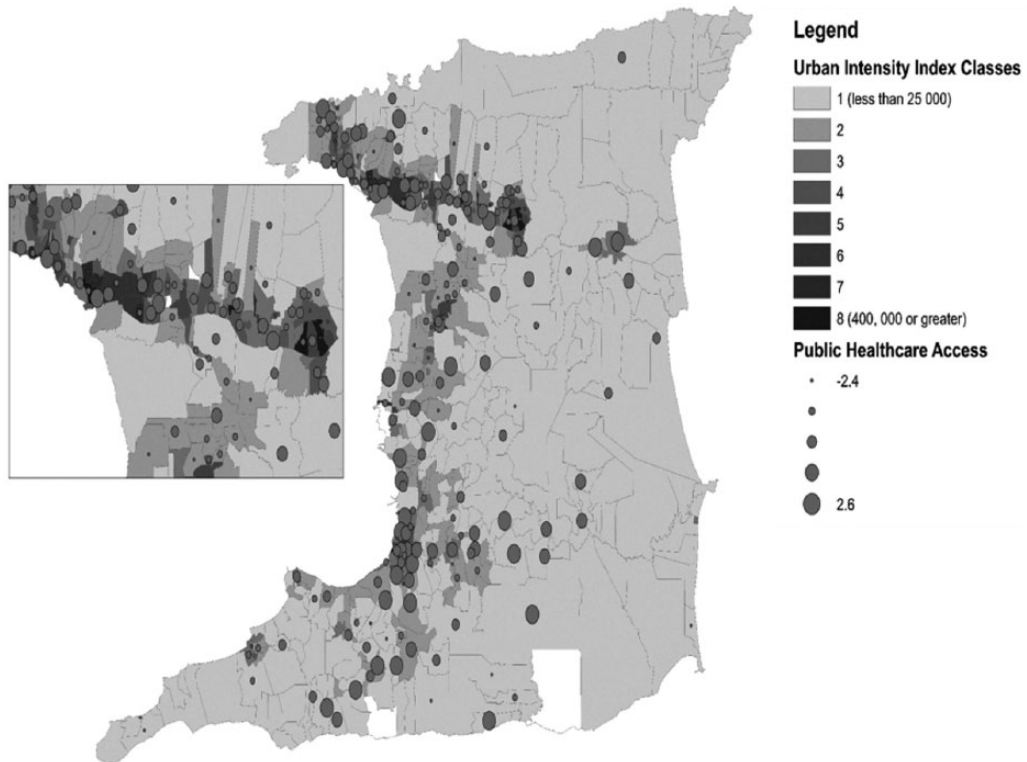 Legend
Urban Intensity Index Classes
1 (less than 25 000)
2
3
4
5
6
7
8 (400, 000 or greater)
Public Healthcare Access
-2.4
2.6